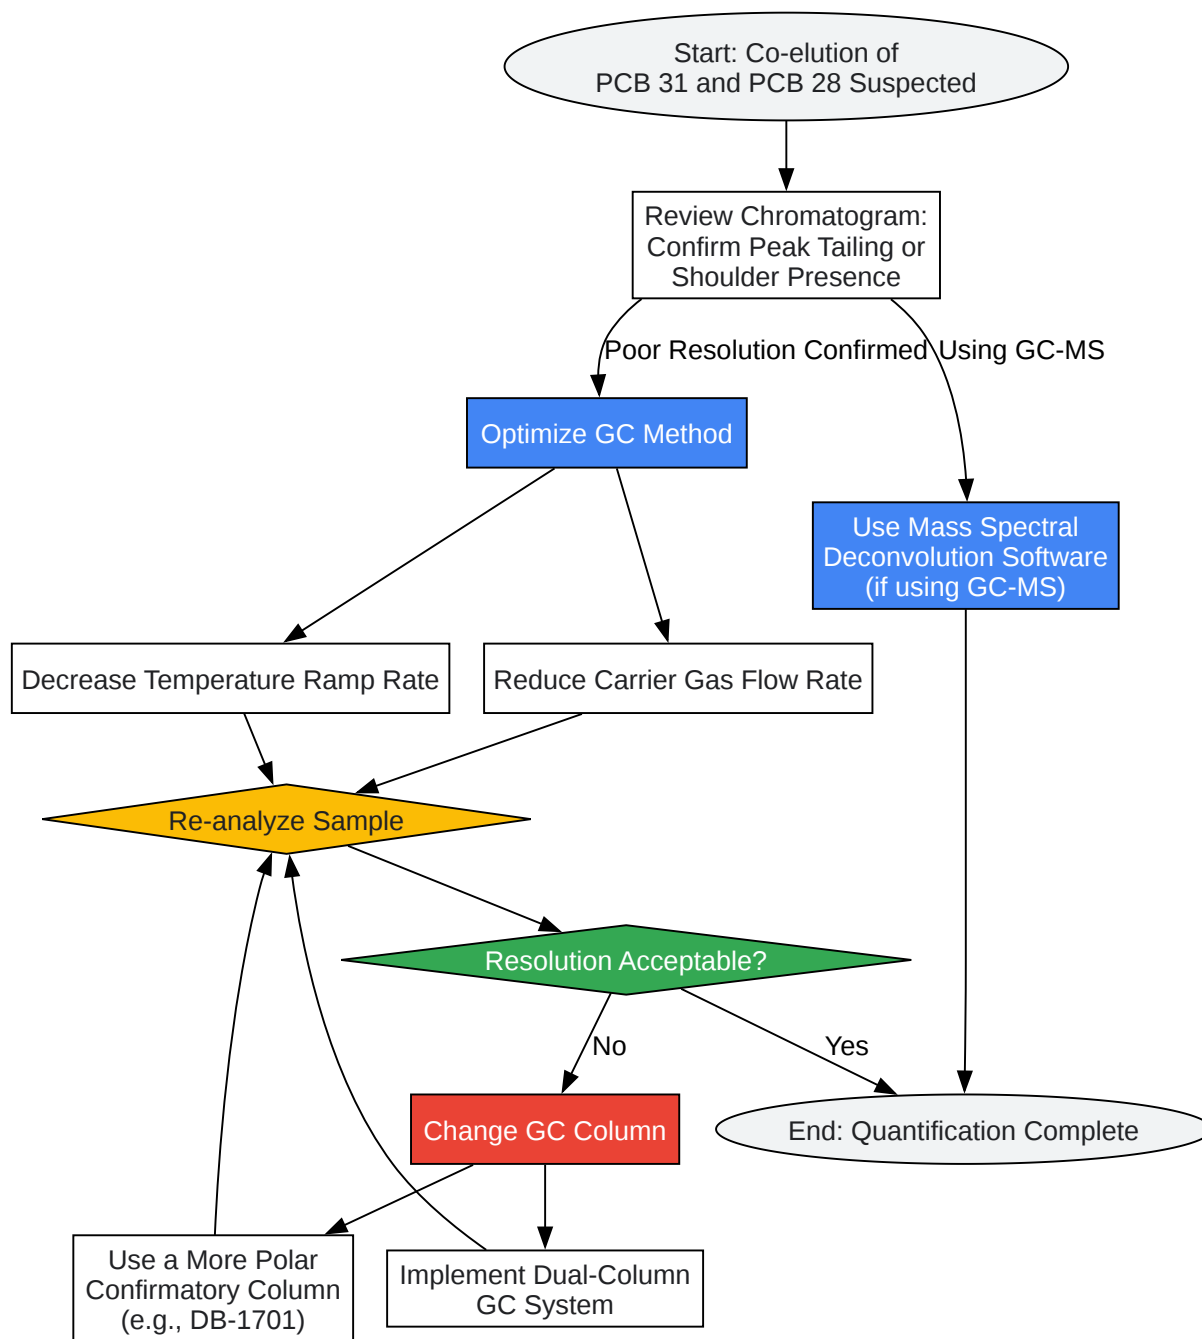 Start: Co-elution of
PCB 31 and PCB 28 Suspected
Review Chromatogram:
Confirm Peak Tailing or
Shoulder Presence
Poor Resolution Confirmed
Using GC-MS
Optimize GC Method
Use Mass Spectral
Deconvolution Software
(if using GC-MS)
Decrease Temperature Ramp Rate
Reduce Carrier Gas Flow Rate
Re-analyze Sample
Resolution Acceptable?
No
Yes
Change GC Column
End: Quantification Complete
Use a More Polar
Confirmatory Column
(e.g., DB-1701)
Implement Dual-Column
GC System